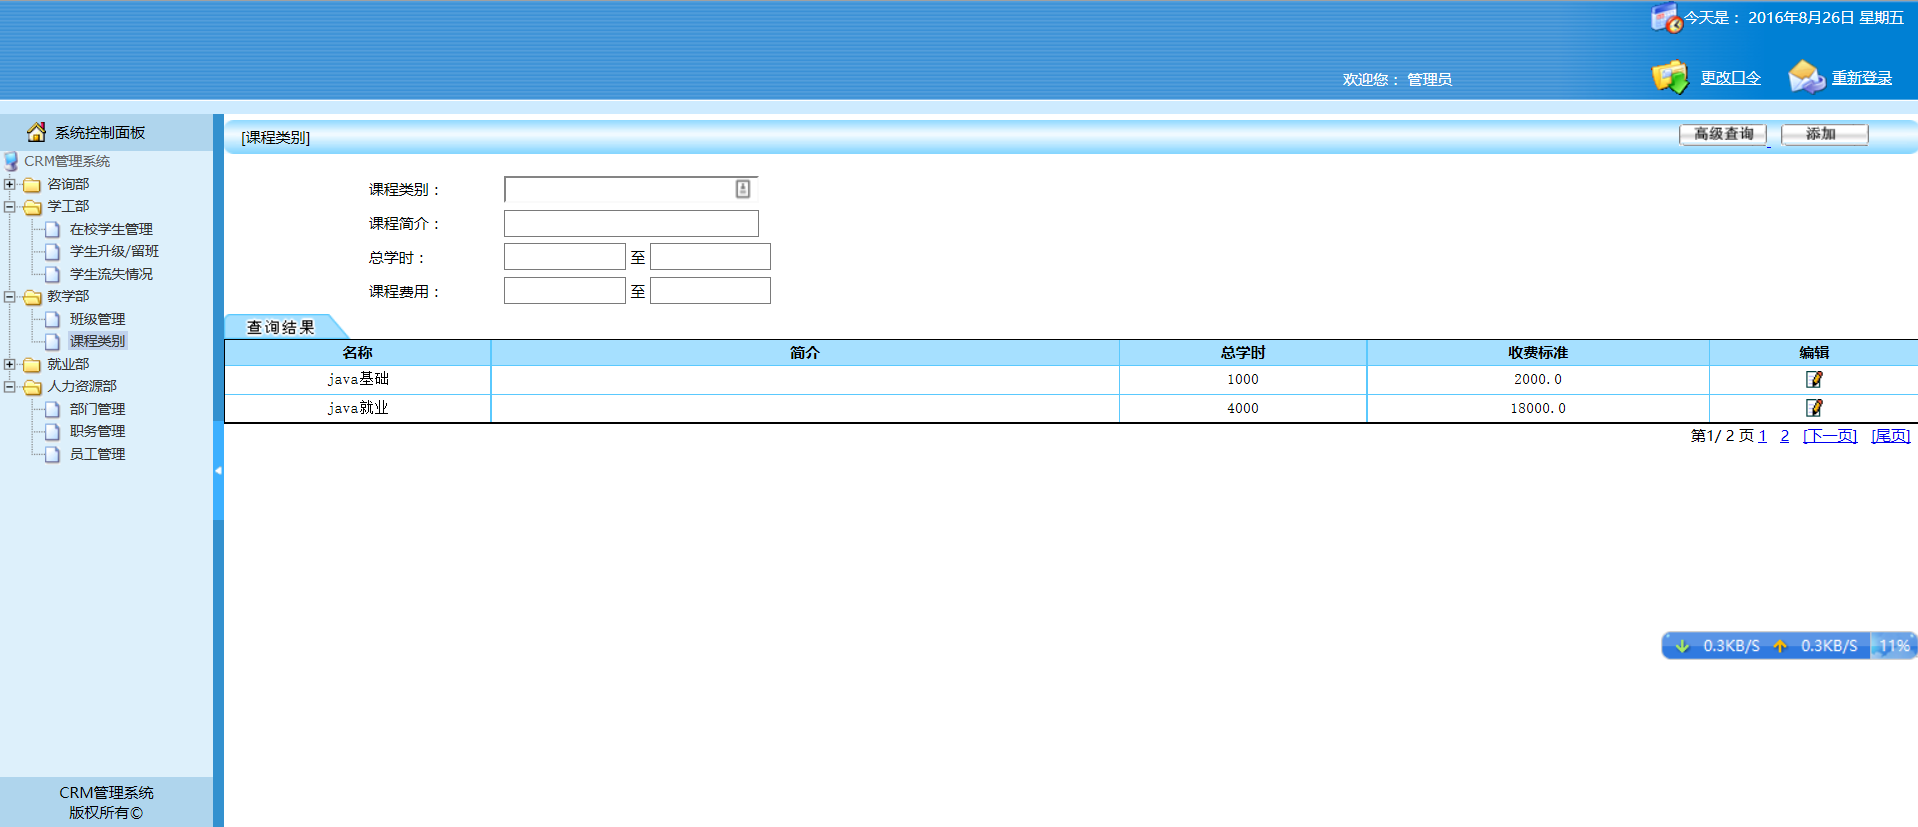 今天是： 2016年8月26日 星期五
欢迎您： 管理员
更改口令
重新登录
系统控制面板
CRM管理系统
咨询部
学工部
在校学生管理
学生升级/留班
学生流失情况
教学部
班级管理
课程类别
就业部
人力资源部
部门管理
职务管理
员工管理
CRM管理系统
版权所有©
[课程类别]
高级查询
添加
课程类别：
课程简介：
总学时： 至
课程费用： 至
查询结果
名称 简介 总学时 收费标准 编辑
java基础 1000 2000.0
java就业 4000 18000.0
第1/ 2 页 1 2 [下一页] [尾页]
0.3KB/S 0.3KB/S 11%